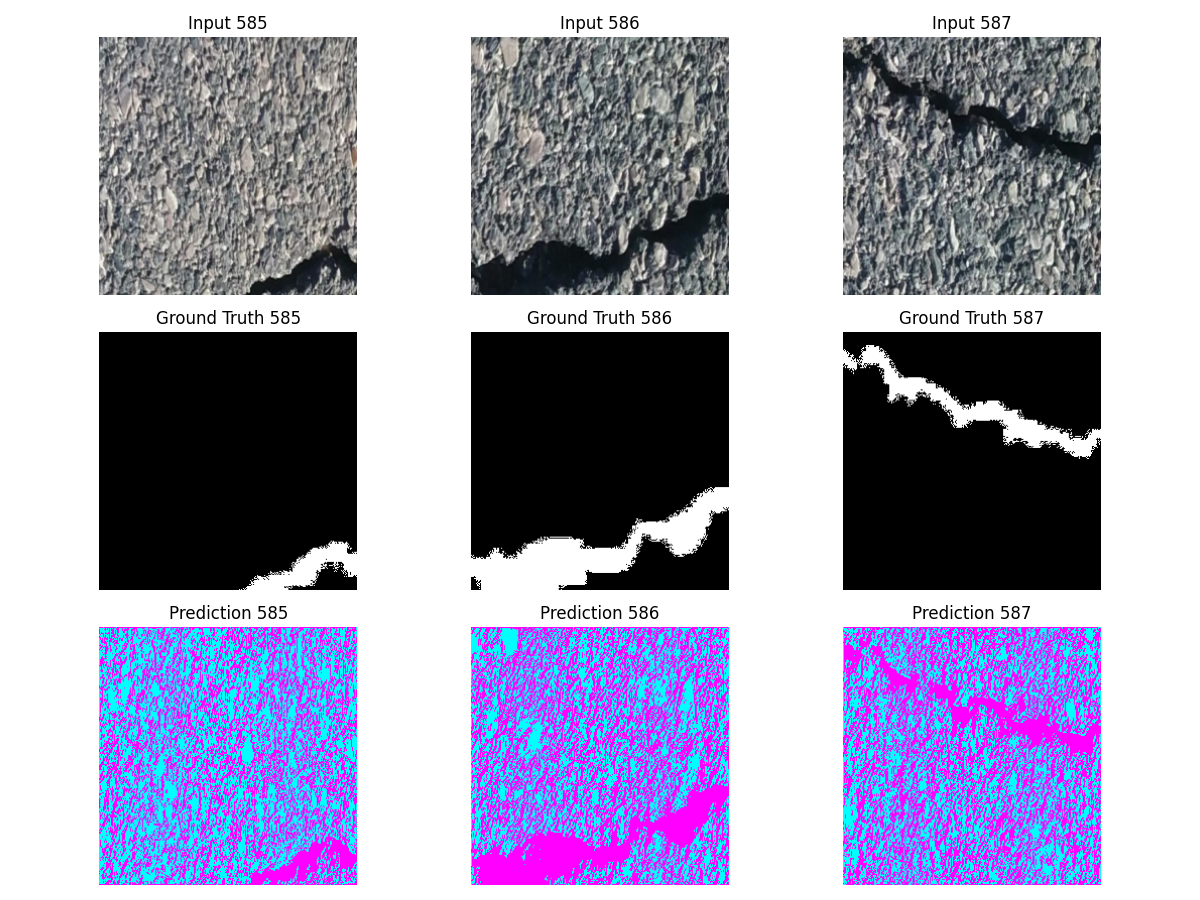 Input 585
Input 586
Input 587
Ground Truth 585
Ground Truth 586
Ground Truth 587
Prediction 585
Prediction 586
Prediction 587